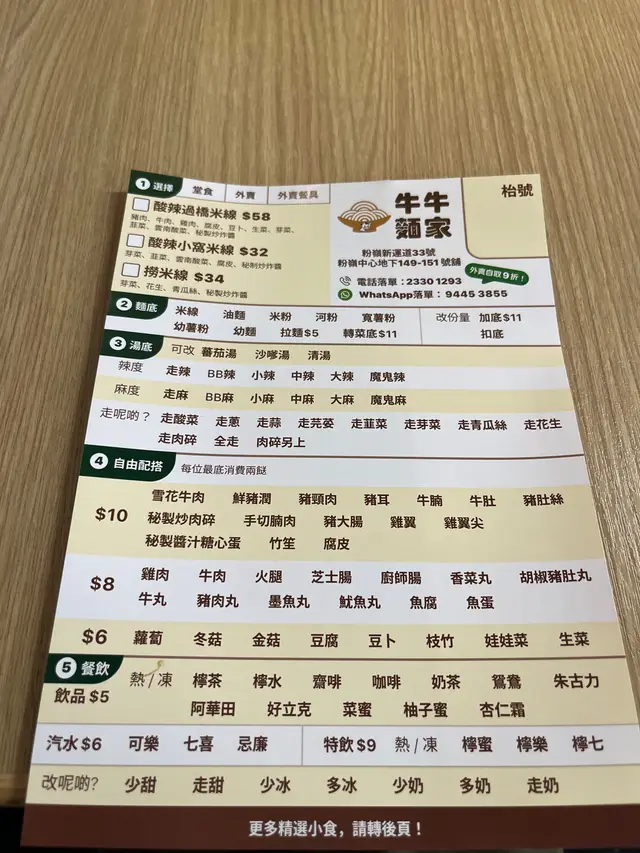 1 選擇 堂食 外賣 外賣餐具
酸辣過橋米線 $58
豬肉、牛肉、雞肉、腐皮、豆卜、生菜、芽菜、
韮菜、雲南酸菜、秘製炒炸醬
酸辣小窩米線 $32
芽菜、韮菜、雲南酸菜、腐皮、秘制炒炸醬
撈米線 $34
芽菜、花生、青瓜絲、秘製炒炸醬
牛牛
麵家
枱號
粉嶺新運道33號
粉嶺中心地下149-151 號舖
外賣自取9折！
電話落單：2330 1293
WhatsApp落單： 9445 3855
2 麵底 米線 油麵 米粉 河粉 寬薯粉
幼薯粉 幼麵 拉麵$5 轉菜底$11
改份量 加底$11
扣底
3 湯底 可改 蕃茄湯 沙嗲湯 清湯
辣度 走辣 BB辣 小辣 中辣 大辣 魔鬼辣
麻度 走麻 BB麻 小麻 中麻 大麻 魔鬼麻
走呢啲？ 走酸菜 走蔥 走蒜 走芫荽 走韮菜 走芽菜 走青瓜絲 走花生
走肉碎 全走 肉碎另上
4 自由配搭 每位最底消費兩餸
$10 雪花牛肉 鮮豬潤 豬頸肉 豬耳 牛腩 牛肚 豬肚絲
秘製炒肉碎 手切腩肉 豬大腸 雞翼 雞翼尖
秘製醬汁糖心蛋 竹笙 腐皮
$8 雞肉 牛肉 火腿 芝士腸 廚師腸 香菜丸 胡椒豬肚丸
牛丸 豬肉丸 墨魚丸 魷魚丸 魚腐 魚蛋
$6 蘿蔔 冬菇 金菇 豆腐 豆卜 枝竹 娃娃菜 生菜
5 餐飲
飲品 $5 熱 / 凍 檸茶 檸水 齋啡 咖啡 奶茶 鴛鴦 朱古力
阿華田 好立克 菜蜜 柚子蜜 杏仁霜
汽水 $6 可樂 七喜 忌廉 特飲 $9 熱 / 凍 檸蜜 檸樂 檸七
改呢啲? 少甜 走甜 少冰 多冰 少奶 多奶 走奶
更多精選小食，請轉後頁！